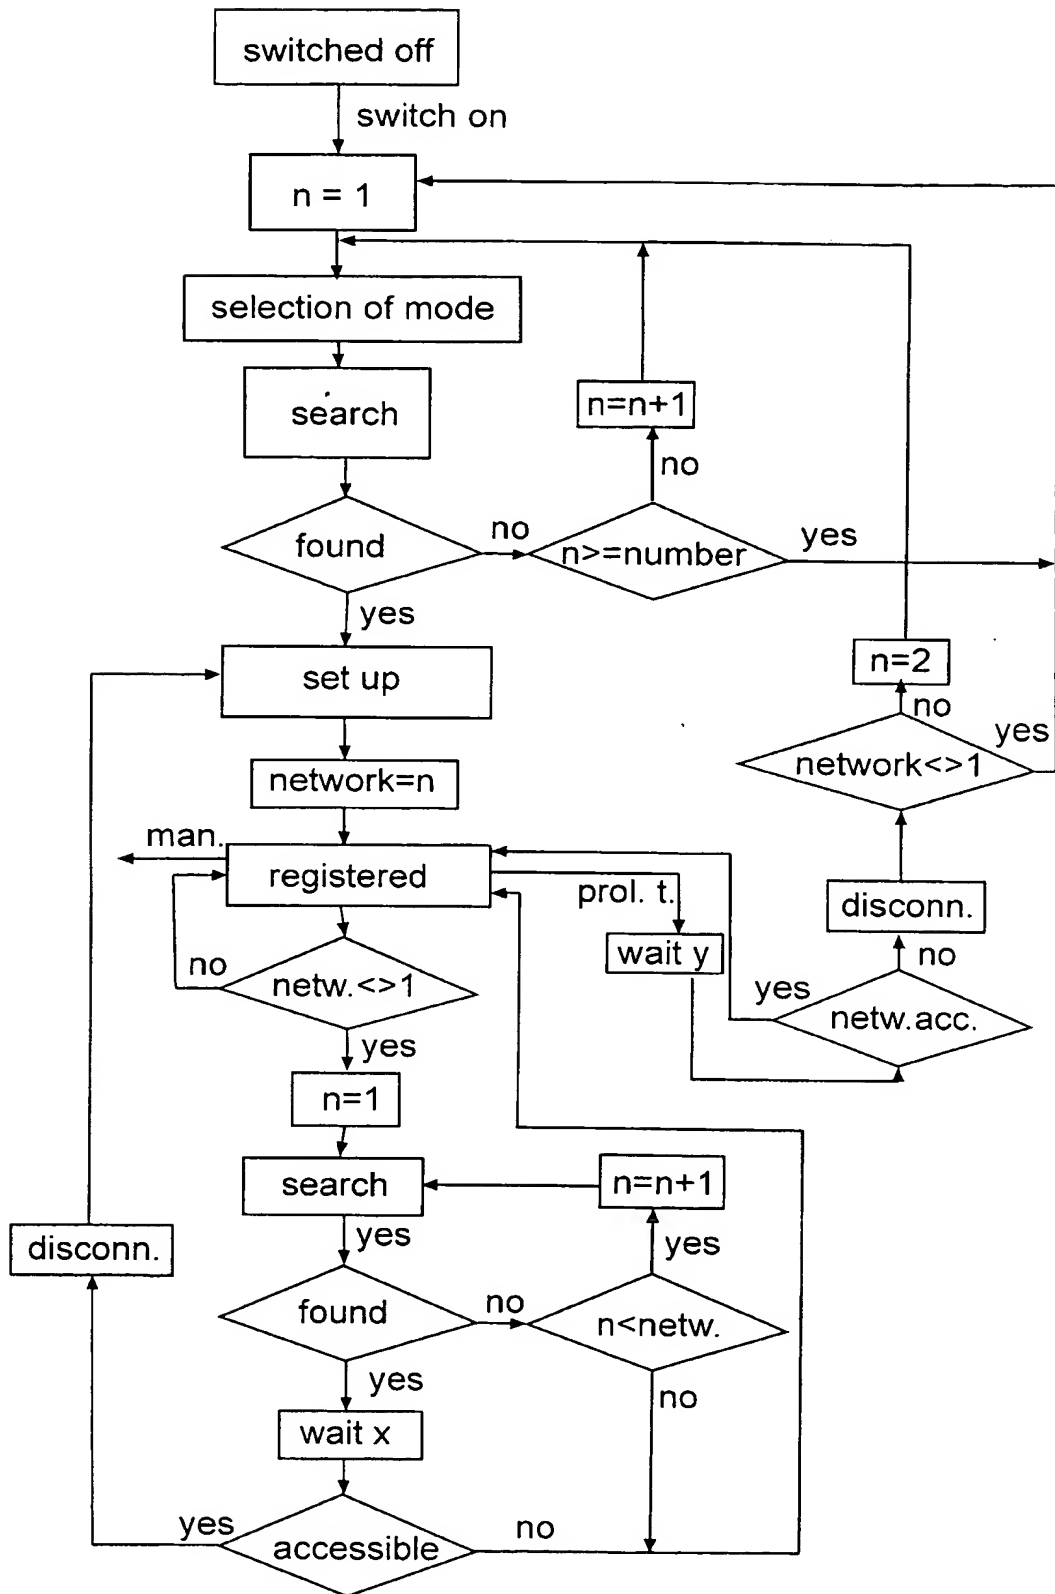 switched off
switch on
n = 1
selection of mode
search
n=n+1
no
found
no
n>=number
yes
yes
set up
n=2
no
yes
network<>1
network=n
man.
registered
prol. t.
disconn.
wait y
no
no
netw.<>1
yes
netw.acc.
yes
n=1
search
n=n+1
yes
yes
disconn.
found
no
n<netw.
yes
no
wait x
yes
accessible
no